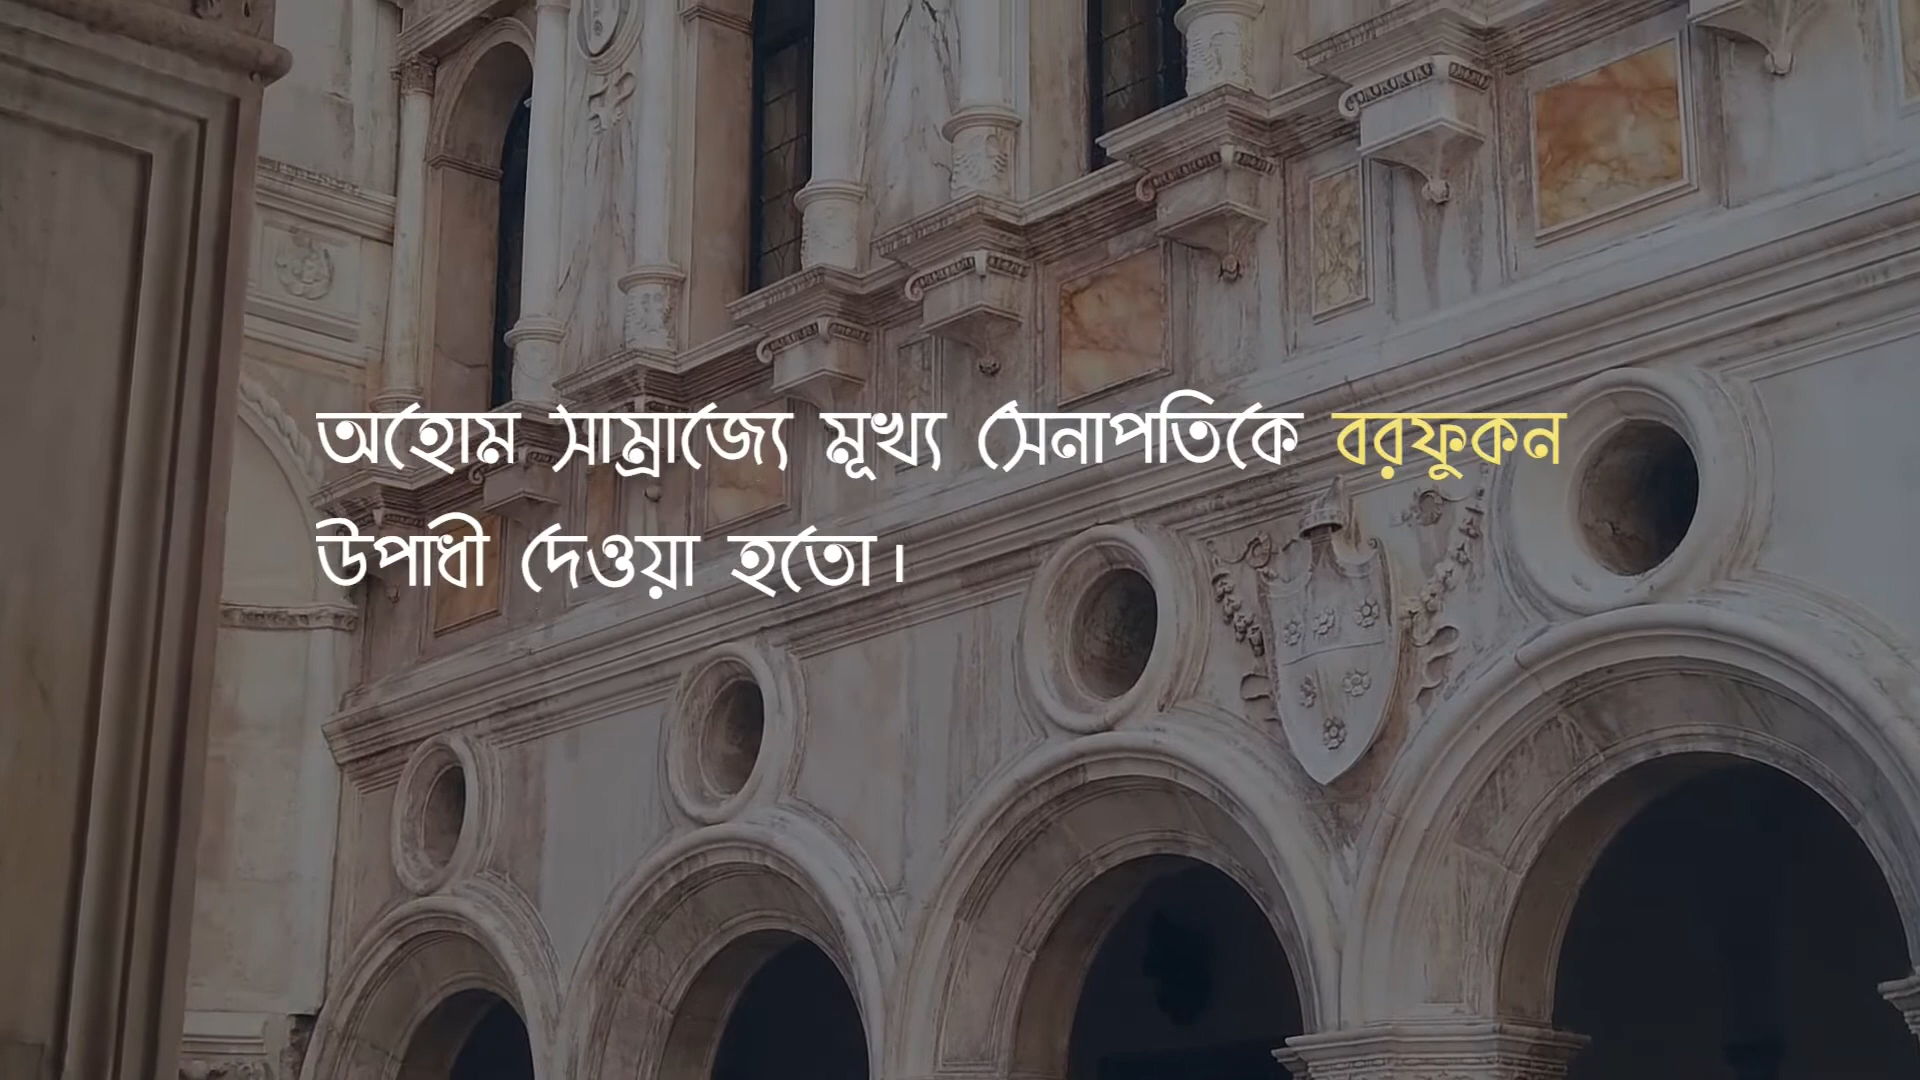 অহোম সাম্রাজ্যে মূখ্য সেনাপতিকে বরফুকন
উপাধী দেওয়া হতো।